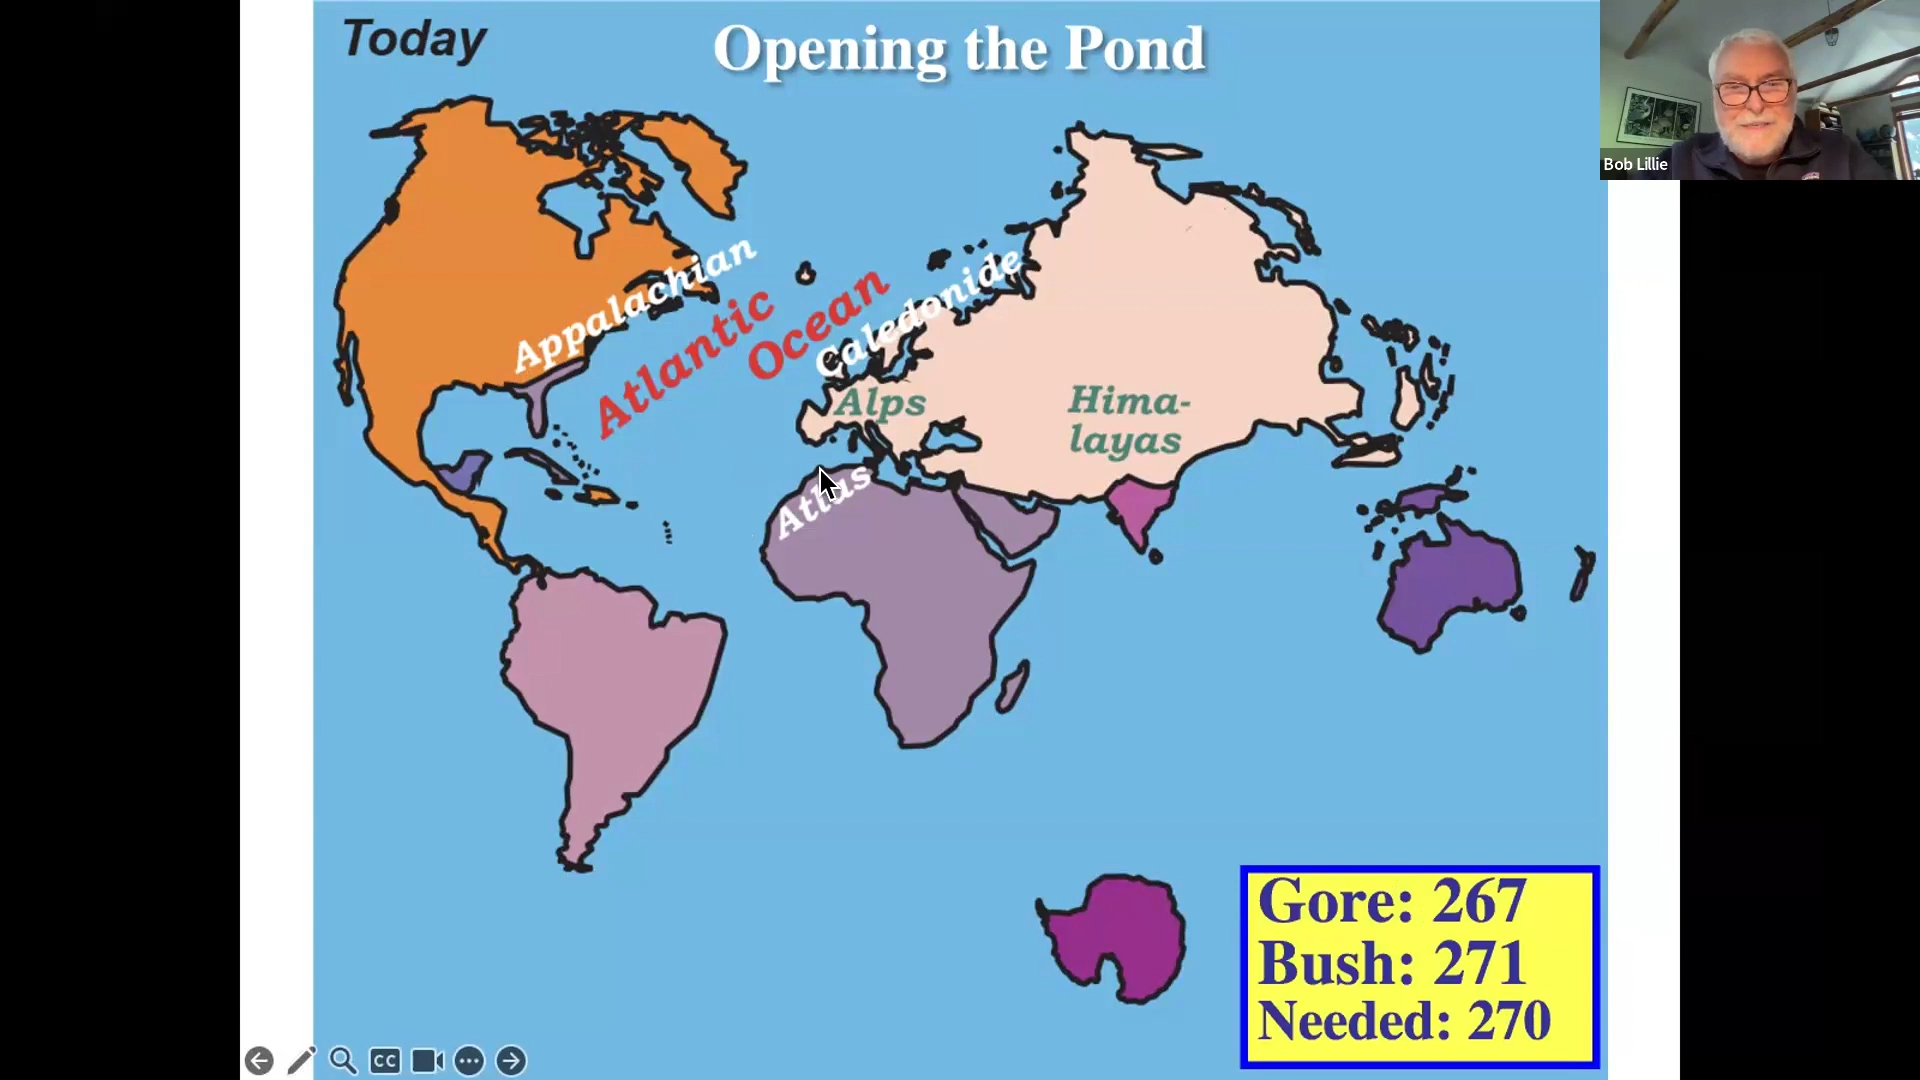 Today
Opening the Pond
Bob Lillie
Appalachian
Atlantic
Ocean
Caledonide
Alps
Hima-
layas
Atlas
Gore: 267
Bush: 271
Needed: 270
CC